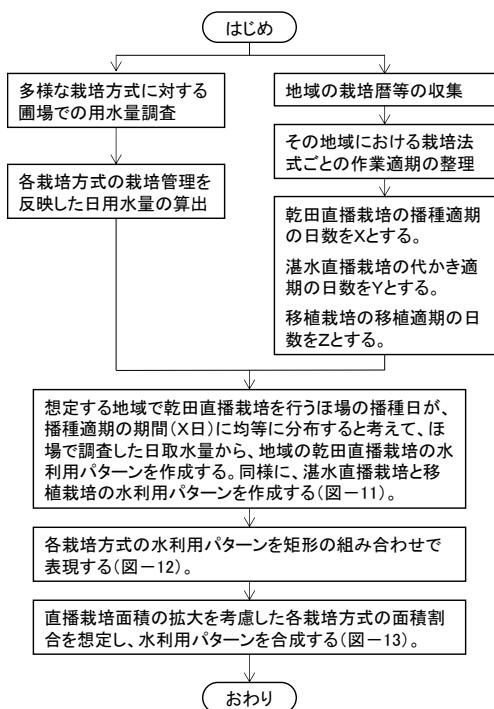 はじめ
多様な栽培方式に対する
圃場での用水量調査
各栽培方式の栽培管理を
反映した日用水量の算出
地域の栽培暦等の収集
その地域における栽培法
式ごとの作業適期の整理
乾田直播栽培の播種適期
の日数をXとする。
湛水直播栽培の代かき適
期の日数をYとする。
移植栽培の移植適期の日
数をZとする。
想定する地域で乾田直播栽培を行うほ場の播種日が、
播種適期の期間(X日)に均等に分布すると考えて、ほ
場で調査した日取水量から、地域の乾田直播栽培の水
利用パターンを作成する。同様に、湛水直播栽培と移
植栽培の水利用パターンを作成する(図-11)。
各栽培方式の水利用パターンを矩形の組み合わせで
表現する(図-12)。
直播栽培面積の拡大を考慮した各栽培方式の面積割
合を想定し、水利用パターンを合成する(図-13)。
おわり